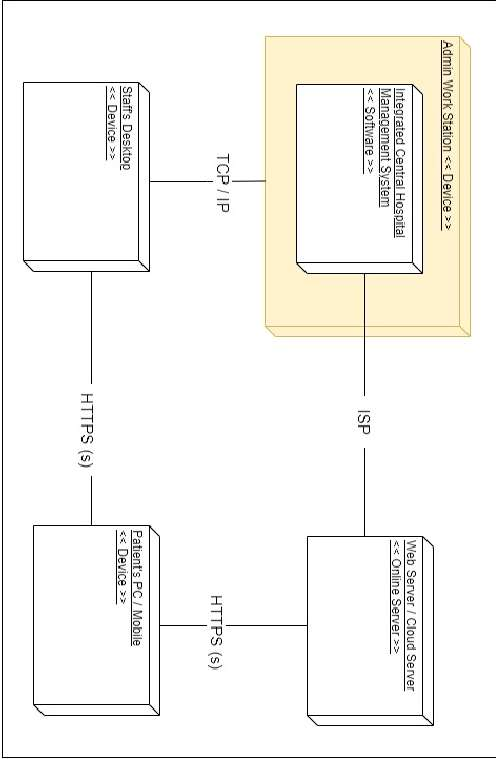 Admin Work Station << Device >>
Integrated Central Hospital
Management System
<< Software >>
ISP
Web Server / Cloud Server
<< Online Server >>
TCP / IP
HTTPS (s)
Staff's Desktop
<< Device >>
HTTPS (s)
Patient's PC / Mobile
<< Device >>